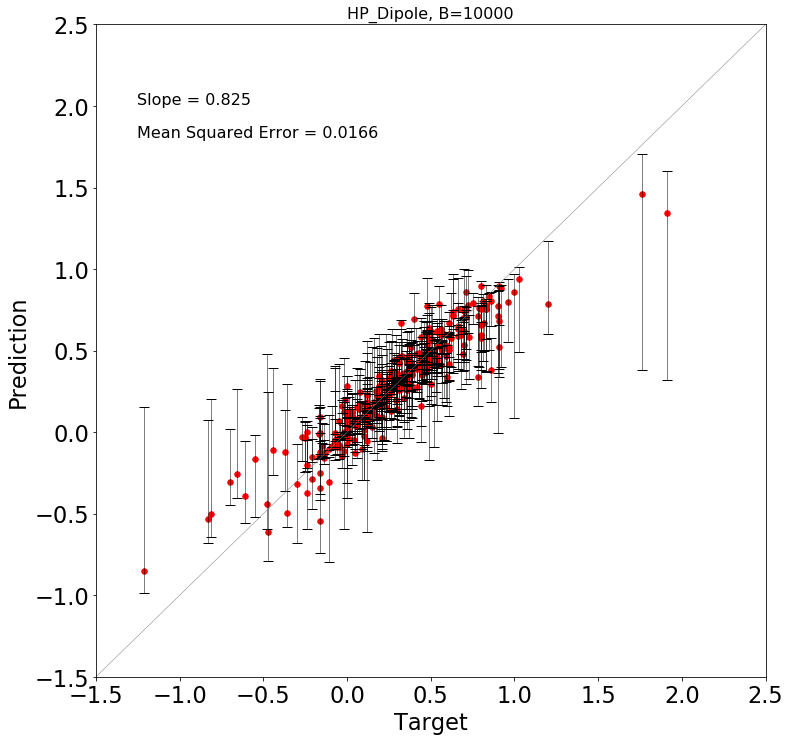 HP_Dipole, B=10000
2.5
2.0
1.5
1.0
0.5
0.0
−0.5
−1.0
−1.5
Slope = 0.825
Mean Squared Error = 0.0166
Prediction
−1.5 −1.0 −0.5 0.0 0.5 1.0 1.5 2.0 2.5
Target